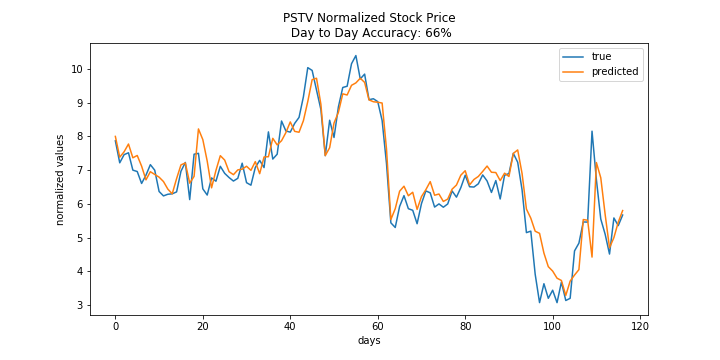 PSTV Normalized Stock Price
Day to Day Accuracy: 66%
true
predicted
normalized values
10
9
8
7
6
5
4
3
0 20 40 60 80 100 120
days